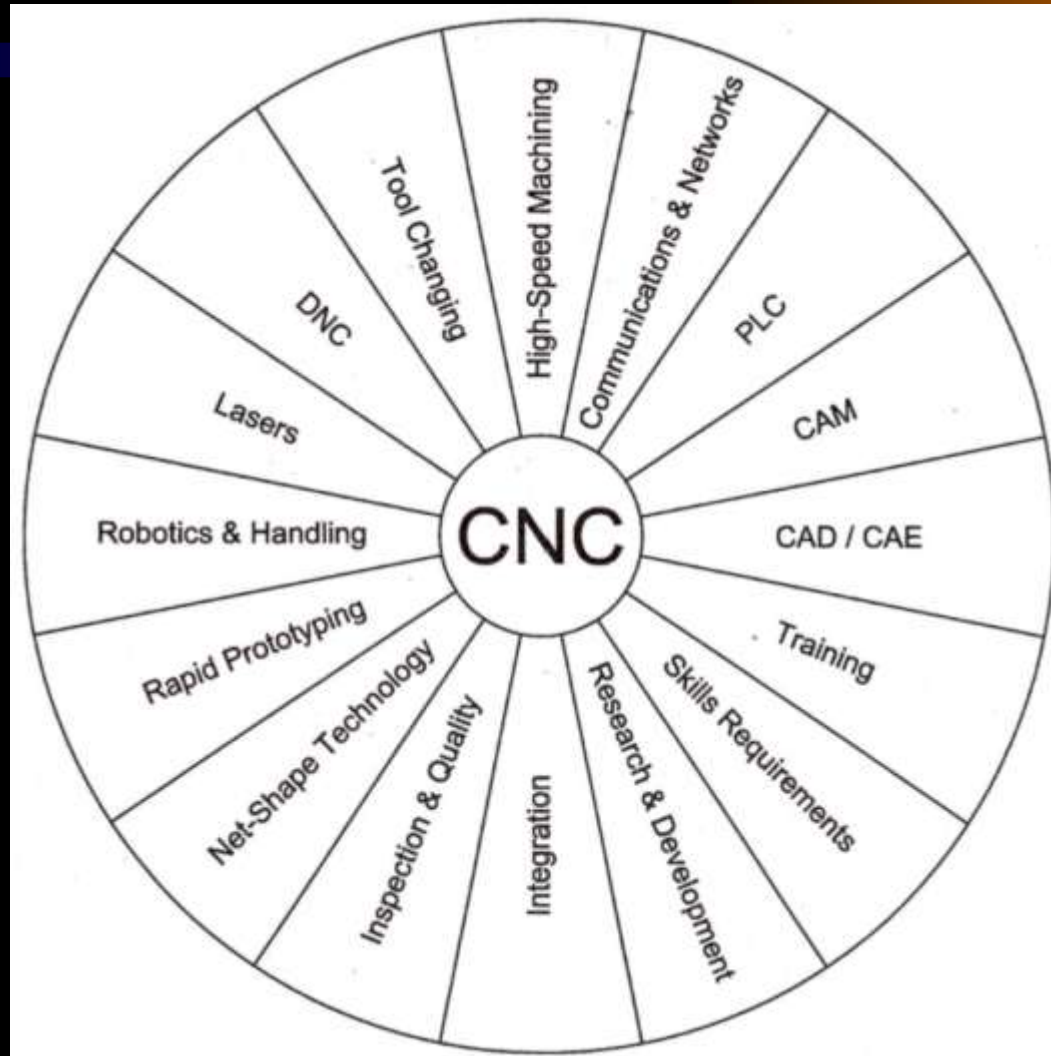 CNC
High-Speed Machining
Communications & Networks
PLC
CAM
CAD / CAE
Training
Skills Requirements
Research & Development
Integration
Inspection & Quality
Net-Shape Technology
Rapid Prototyping
Robotics & Handling
Lasers
DNC
Tool Changing